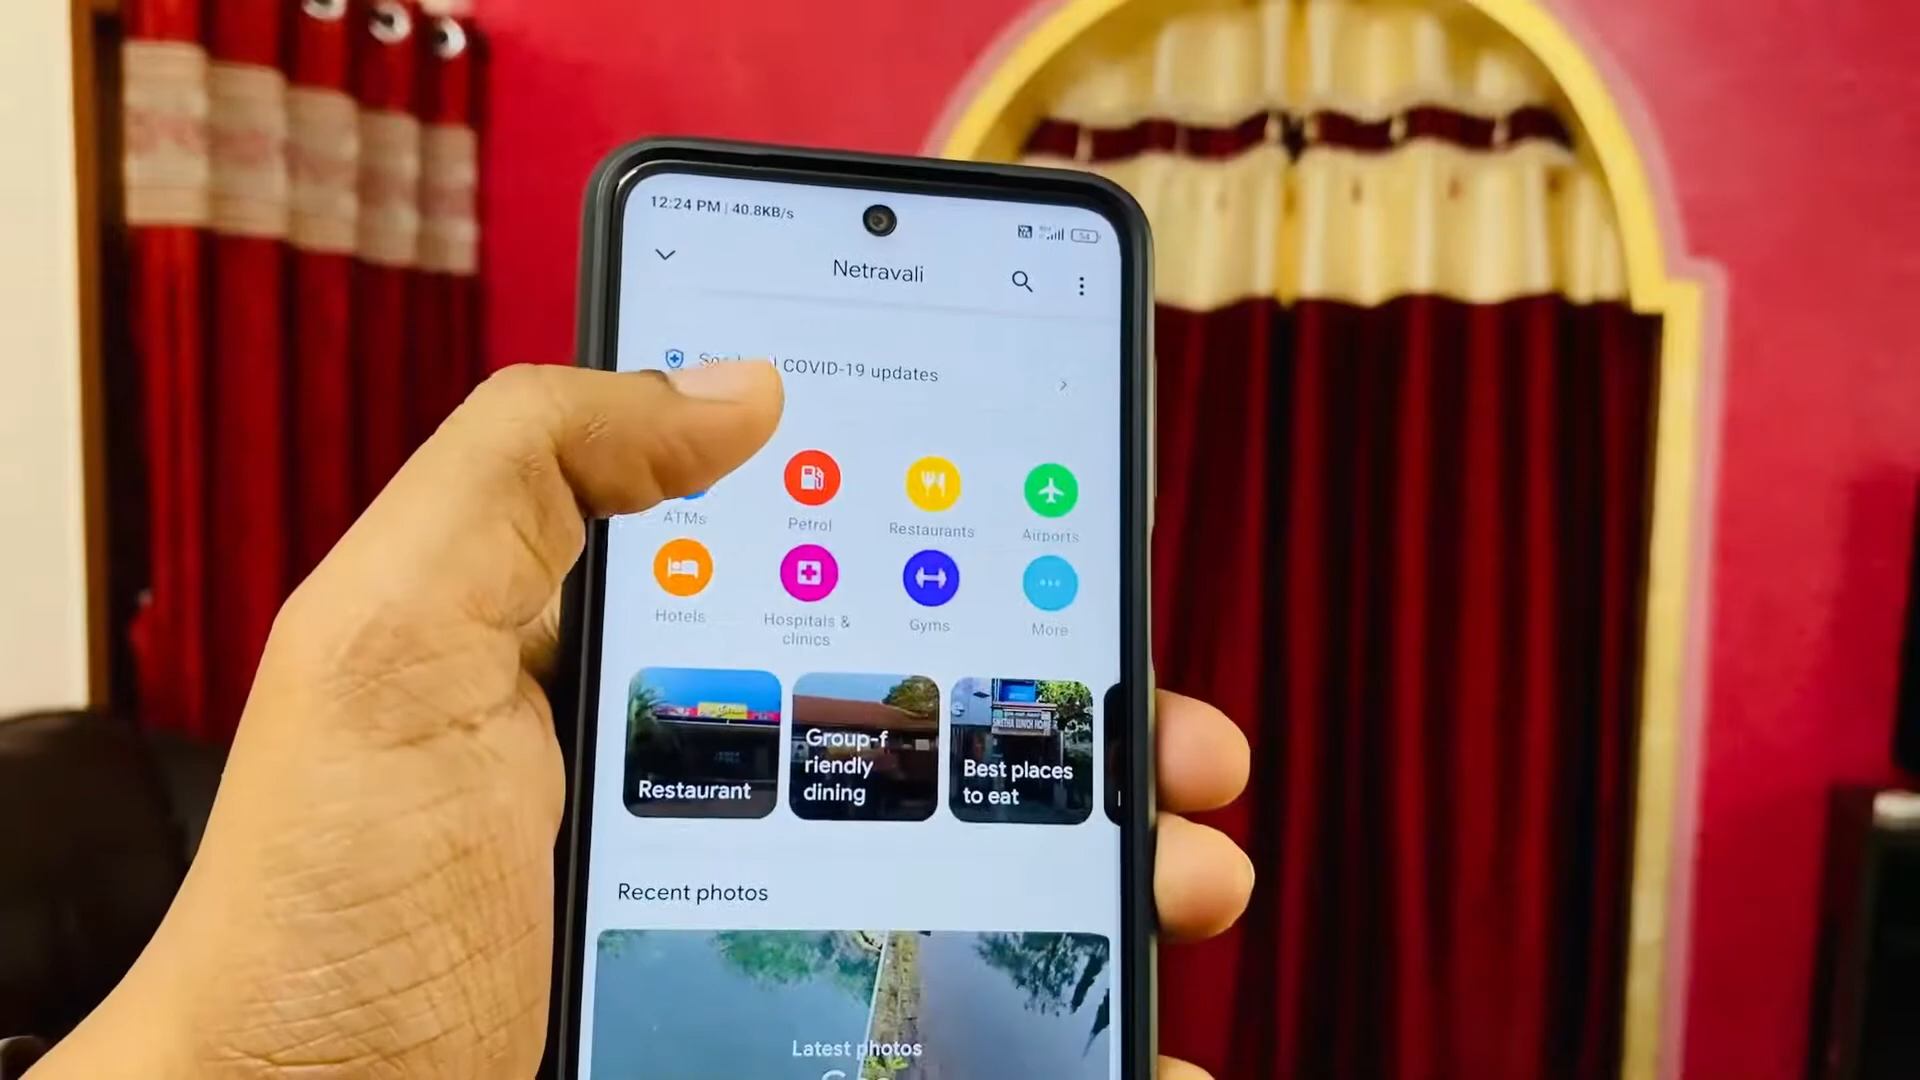 12:24 PM | 40.8KB/s
54
Netravali
COVID-19 updates
ATMs
Petrol
Restaurants
Airports
Hotels
Hospitals &
clinics
Gyms
More
Restaurant
Group-f
riendly
dining
Best places
to eat
Recent photos
Latest photos